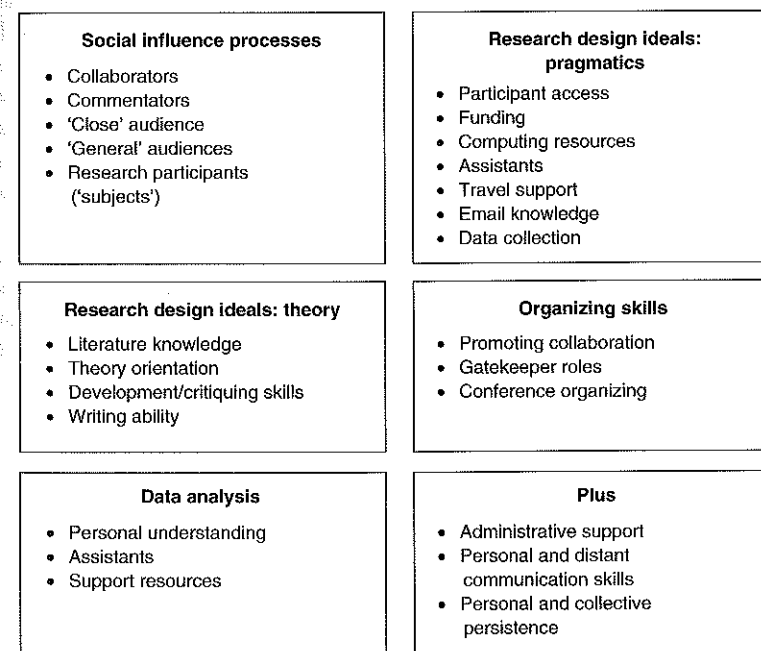 Social influence processes
• Collaborators
• Commentators
• 'Close' audience
• 'General' audiences
• Research participants
('subjects')
Research design ideals:
pragmatics
• Participant access
• Funding
• Computing resources
• Assistants
• Travel support
• Email knowledge
• Data collection
Research design ideals: theory
• Literature knowledge
• Theory orientation
• Development/critiquing skills
• Writing ability
Organizing skills
• Promoting collaboration
• Gatekeeper roles
• Conference organizing
Data analysis
• Personal understanding
• Assistants
• Support resources
Plus
• Administrative support
• Personal and distant
communication skills
• Personal and collective
persistence